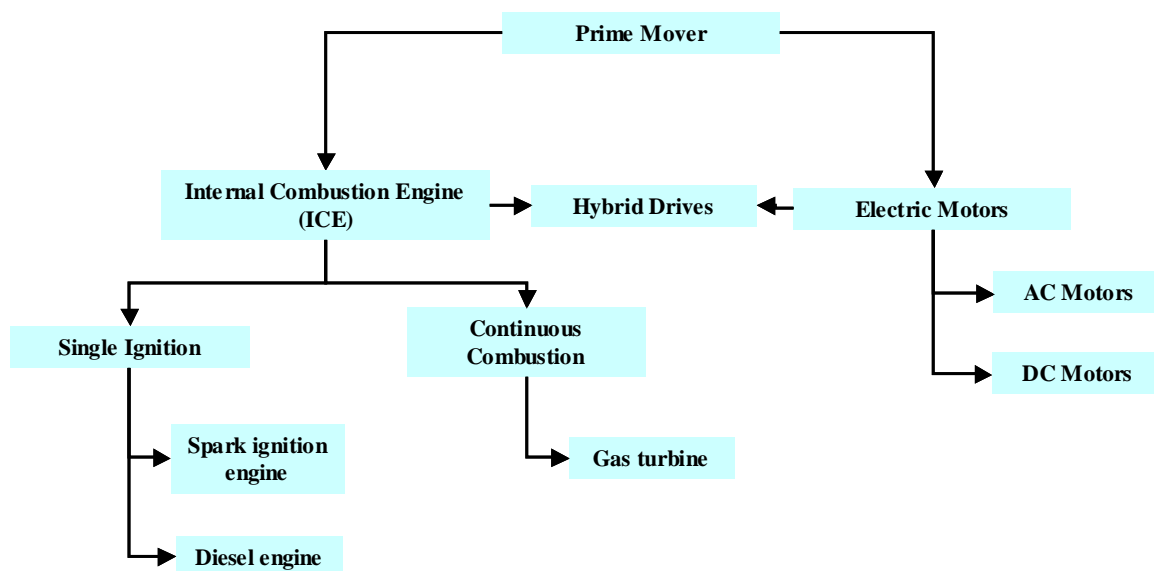 Prime Mover
Internal Combustion Engine
(ICE)
Hybrid Drives
Electric Motors
AC Motors
DC Motors
Single Ignition
Continuous
Combustion
Spark ignition
engine
Gas turbine
Diesel engine